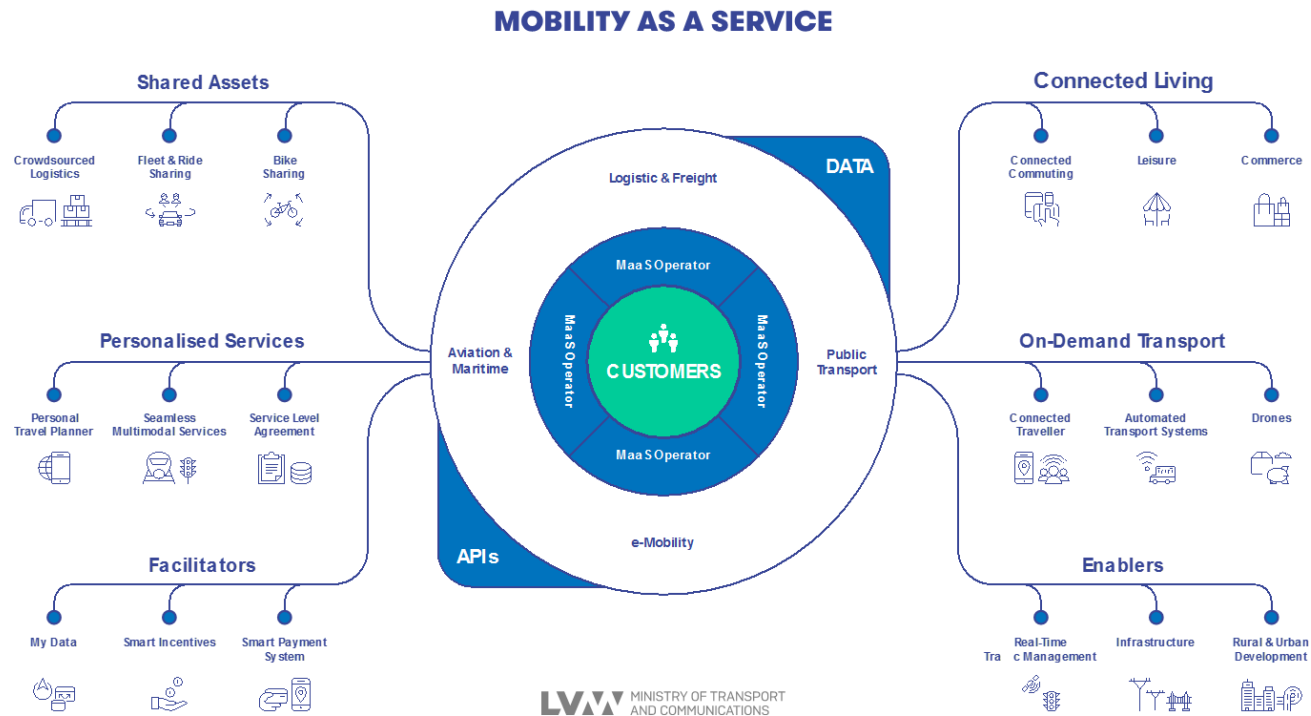 MOBILITY AS A SERVICE
Shared Assets
Crowdsourced
Logistics
Fleet & Ride
Sharing
Bike
Sharing
Personalised Services
Personal
Travel Planner
Seamless
Multimodal Services
Service Level
Agreement
Facilitators
My Data
Smart Incentives
Smart Payment
System
DATA
Logistic & Freight
MaaS Operator
MaaS Operator
CUSTOMERS
MaaS Operator
MaaS Operator
Aviation &
Maritime
Public
Transport
e-Mobility
APIs
Connected Living
Connected
Commuting
Leisure
Commerce
On-Demand Transport
Connected
Traveller
Automated
Transport Systems
Drones
Enablers
Real-Time
Tra c Management
Infrastructure
Rural & Urban
Development
LVM MINISTRY OF TRANSPORT
AND COMMUNICATIONS